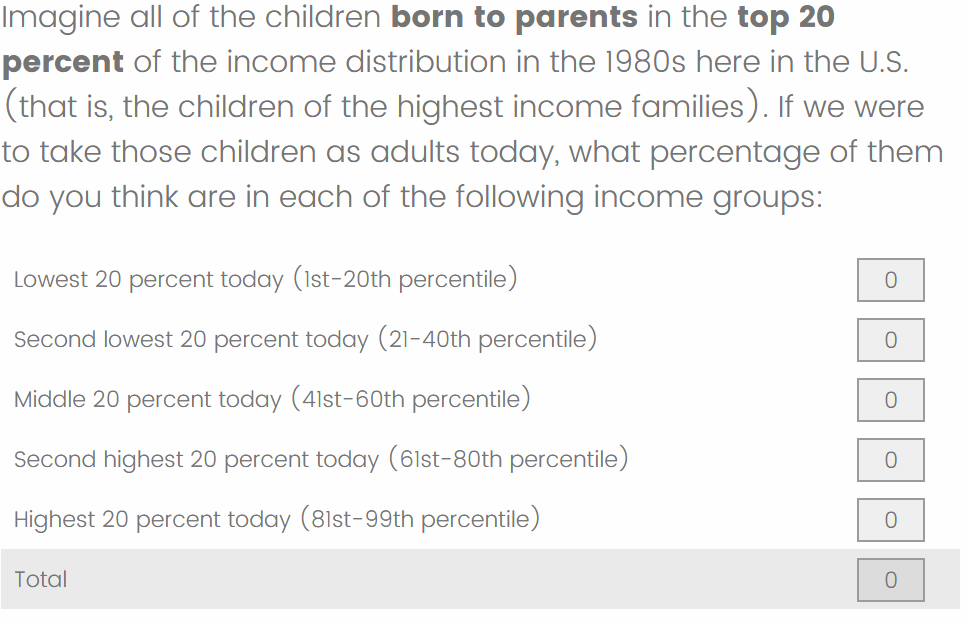 Imagine all of the children born to parents in the top 20
percent of the income distribution in the 1980s here in the U.S.
(that is, the children of the highest income families). If we were
to take those children as adults today, what percentage of them
do you think are in each of the following income groups:
Lowest 20 percent today (1st-20th percentile) 0
Second lowest 20 percent today (21-40th percentile) 0
Middle 20 percent today (41st-60th percentile) 0
Second highest 20 percent today (61st-80th percentile) 0
Highest 20 percent today (81st-99th percentile) 0
Total 0